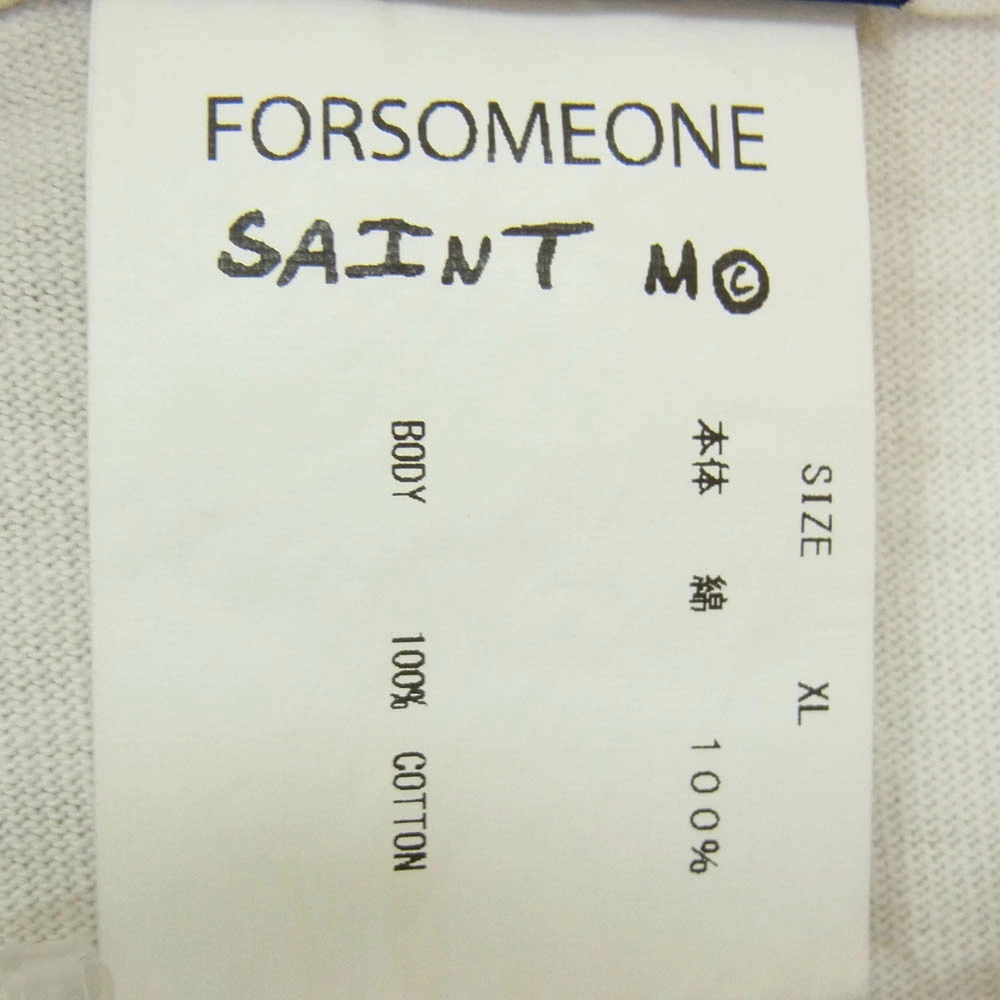 FORSOMEONE
SAINT M©
SIZE XL
本体 綿 100%
BODY 100% COTTON